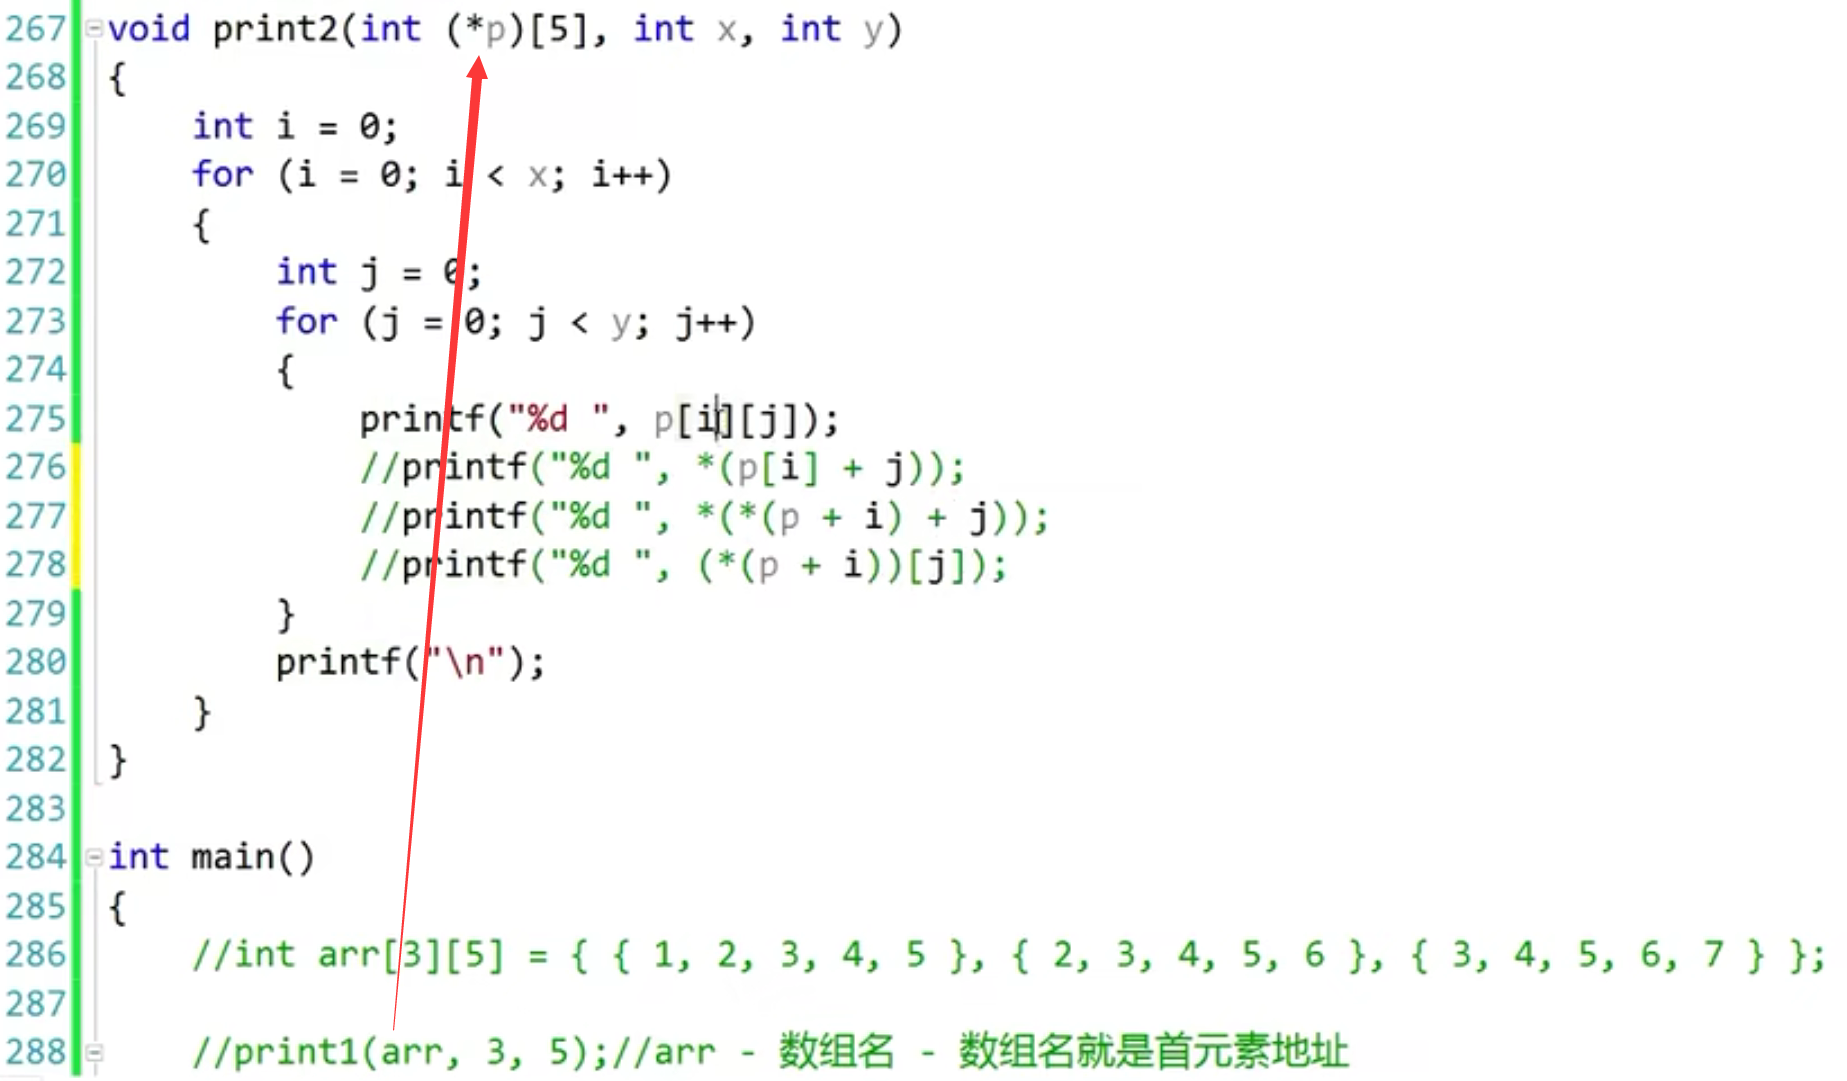 267 void print2(int (*p)[5], int x, int y)
268 {
269     int i = 0;
270     for (i = 0; i < x; i++)
271     {
272         int j = 0;
273         for (j = 0; j < y; j++)
274         {
275             printf("%d ", p[i][j]);
276             //printf("%d ", *(p[i] + j));
277             //printf("%d ", *(*(p + i) + j));
278             //printf("%d ", (*(p + i))[j]);
279         }
280         printf("\n");
281     }
282 }
283
284 int main()
285 {
286     //int arr[3][5] = { { 1, 2, 3, 4, 5 }, { 2, 3, 4, 5, 6 }, { 3, 4, 5, 6, 7 } };
287
288     //print1(arr, 3, 5);//arr - 数组名 - 数组名就是首元素地址